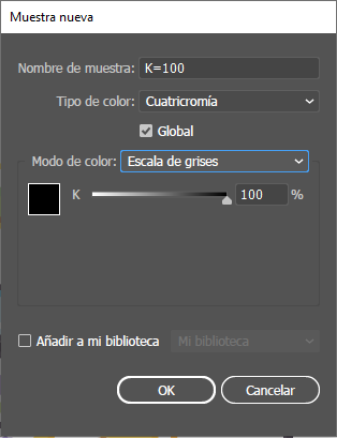 Muestra nueva
Nombre de muestra: K=100
Tipo de color: Cuatricromía
Global
Modo de color: Escala de grises
K 100 %
Añadir a mi biblioteca Mi biblioteca
OK Cancelar